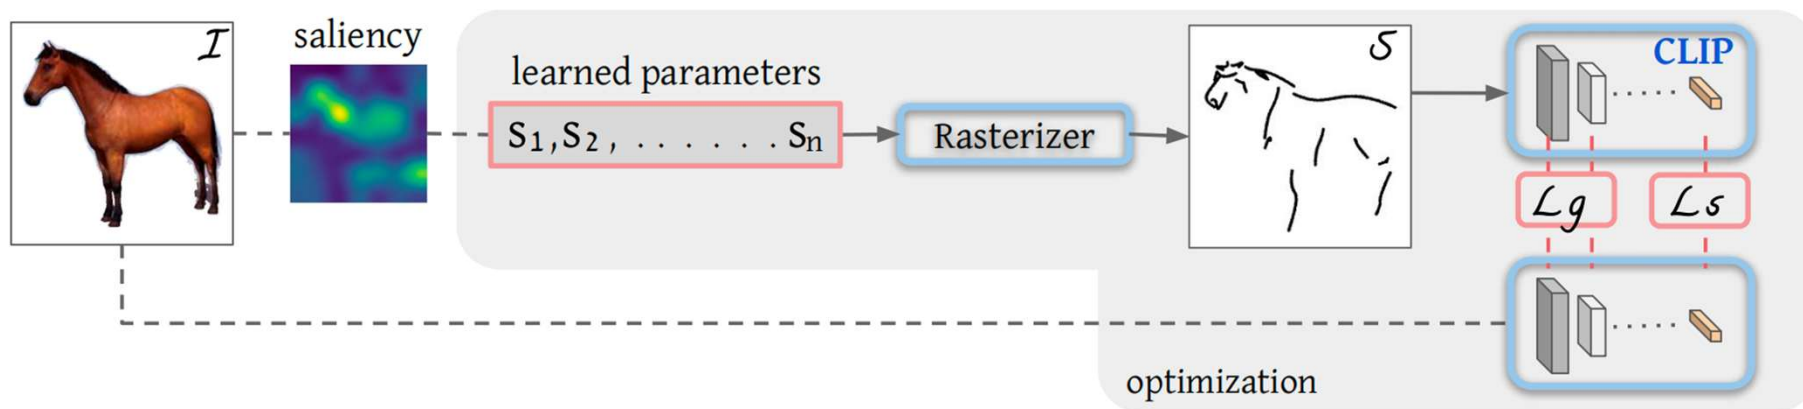 I
saliency
learned parameters
S1,S2, . . . . . . Sn
Rasterizer
S
CLIP
Lg
Ls
optimization